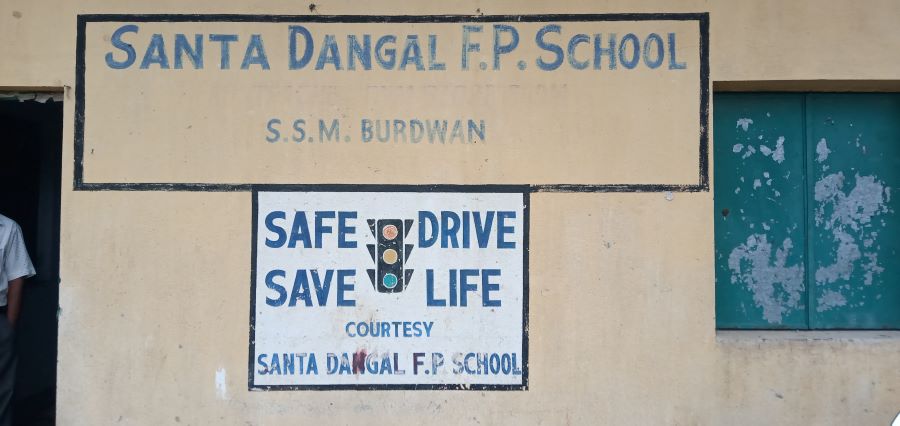 SANTA DANGAL F.P. SCHOOL
S.S.M. BURDWAN
SAFE DRIVE
SAVE LIFE
COURTESY
SANTA DANGAL F.P. SCHOOL